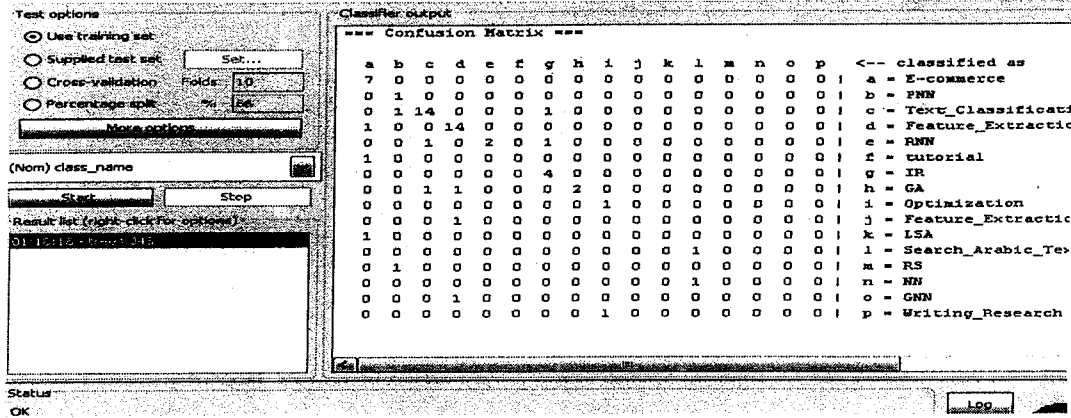 Test options
Use training set
Supplied test set Set...
Cross-validation Folds 10
Percentage split % 66
More options
(Nom) class_name
Start Stop
Result list (right-click for options)
Classifier output
=== Confusion Matrix ===
a b c d e f g h i j k l m n o p <-- classified as
7 0 0 0 0 0 0 0 0 0 0 0 0 0 0 0 | a = E-commerce
0 1 0 0 0 0 0 0 0 0 0 0 0 0 0 0 | b = PNN
0 1 14 0 0 0 1 0 0 0 0 0 0 0 0 0 | c = Text_Classificati
1 0 0 14 0 0 0 0 0 0 0 0 0 0 0 0 | d = Feature_Extractio
0 0 1 0 2 0 1 0 0 0 0 0 0 0 0 0 | e = RNN
1 0 0 0 0 0 0 0 0 0 0 0 0 0 0 0 | f = tutorial
0 0 0 0 0 0 4 0 0 0 0 0 0 0 0 0 | g = IR
0 0 1 1 0 0 0 2 0 0 0 0 0 0 0 0 | h = GA
0 0 0 0 0 0 0 0 1 0 0 0 0 0 0 0 | i = Optimization
0 0 0 1 0 0 0 0 0 0 0 0 0 0 0 0 | j = Feature_Extractio
1 0 0 0 0 0 0 0 0 0 0 0 0 0 0 0 | k = LSA
0 0 0 0 0 0 0 0 0 0 0 1 0 0 0 0 | l = Search_Arabic_Te
0 1 0 0 0 0 0 0 0 0 0 0 0 0 0 0 | m = RS
0 0 0 0 0 0 0 0 0 0 0 1 0 0 0 0 | n = NN
0 0 0 1 0 0 0 0 0 0 0 0 0 0 0 0 | o = GNN
0 0 0 0 0 0 0 0 1 0 0 0 0 0 0 0 | p = Writing_Research
Status
OK
Log